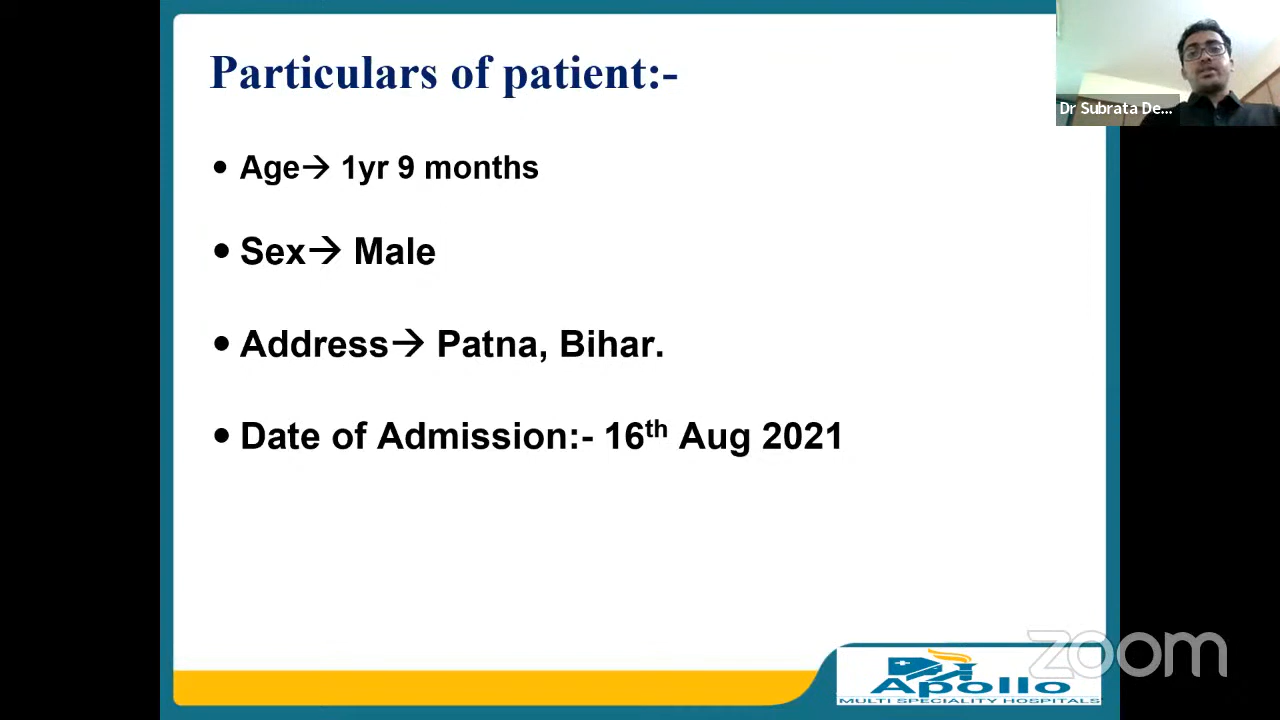 Particulars of patient:-
Dr Subrata De...
• Age→ 1yr 9 months
• Sex→ Male
• Address→ Patna, Bihar.
• Date of Admission:- 16th Aug 2021
zoom
Apollo
MULTI SPECIALITY HOSPITALS